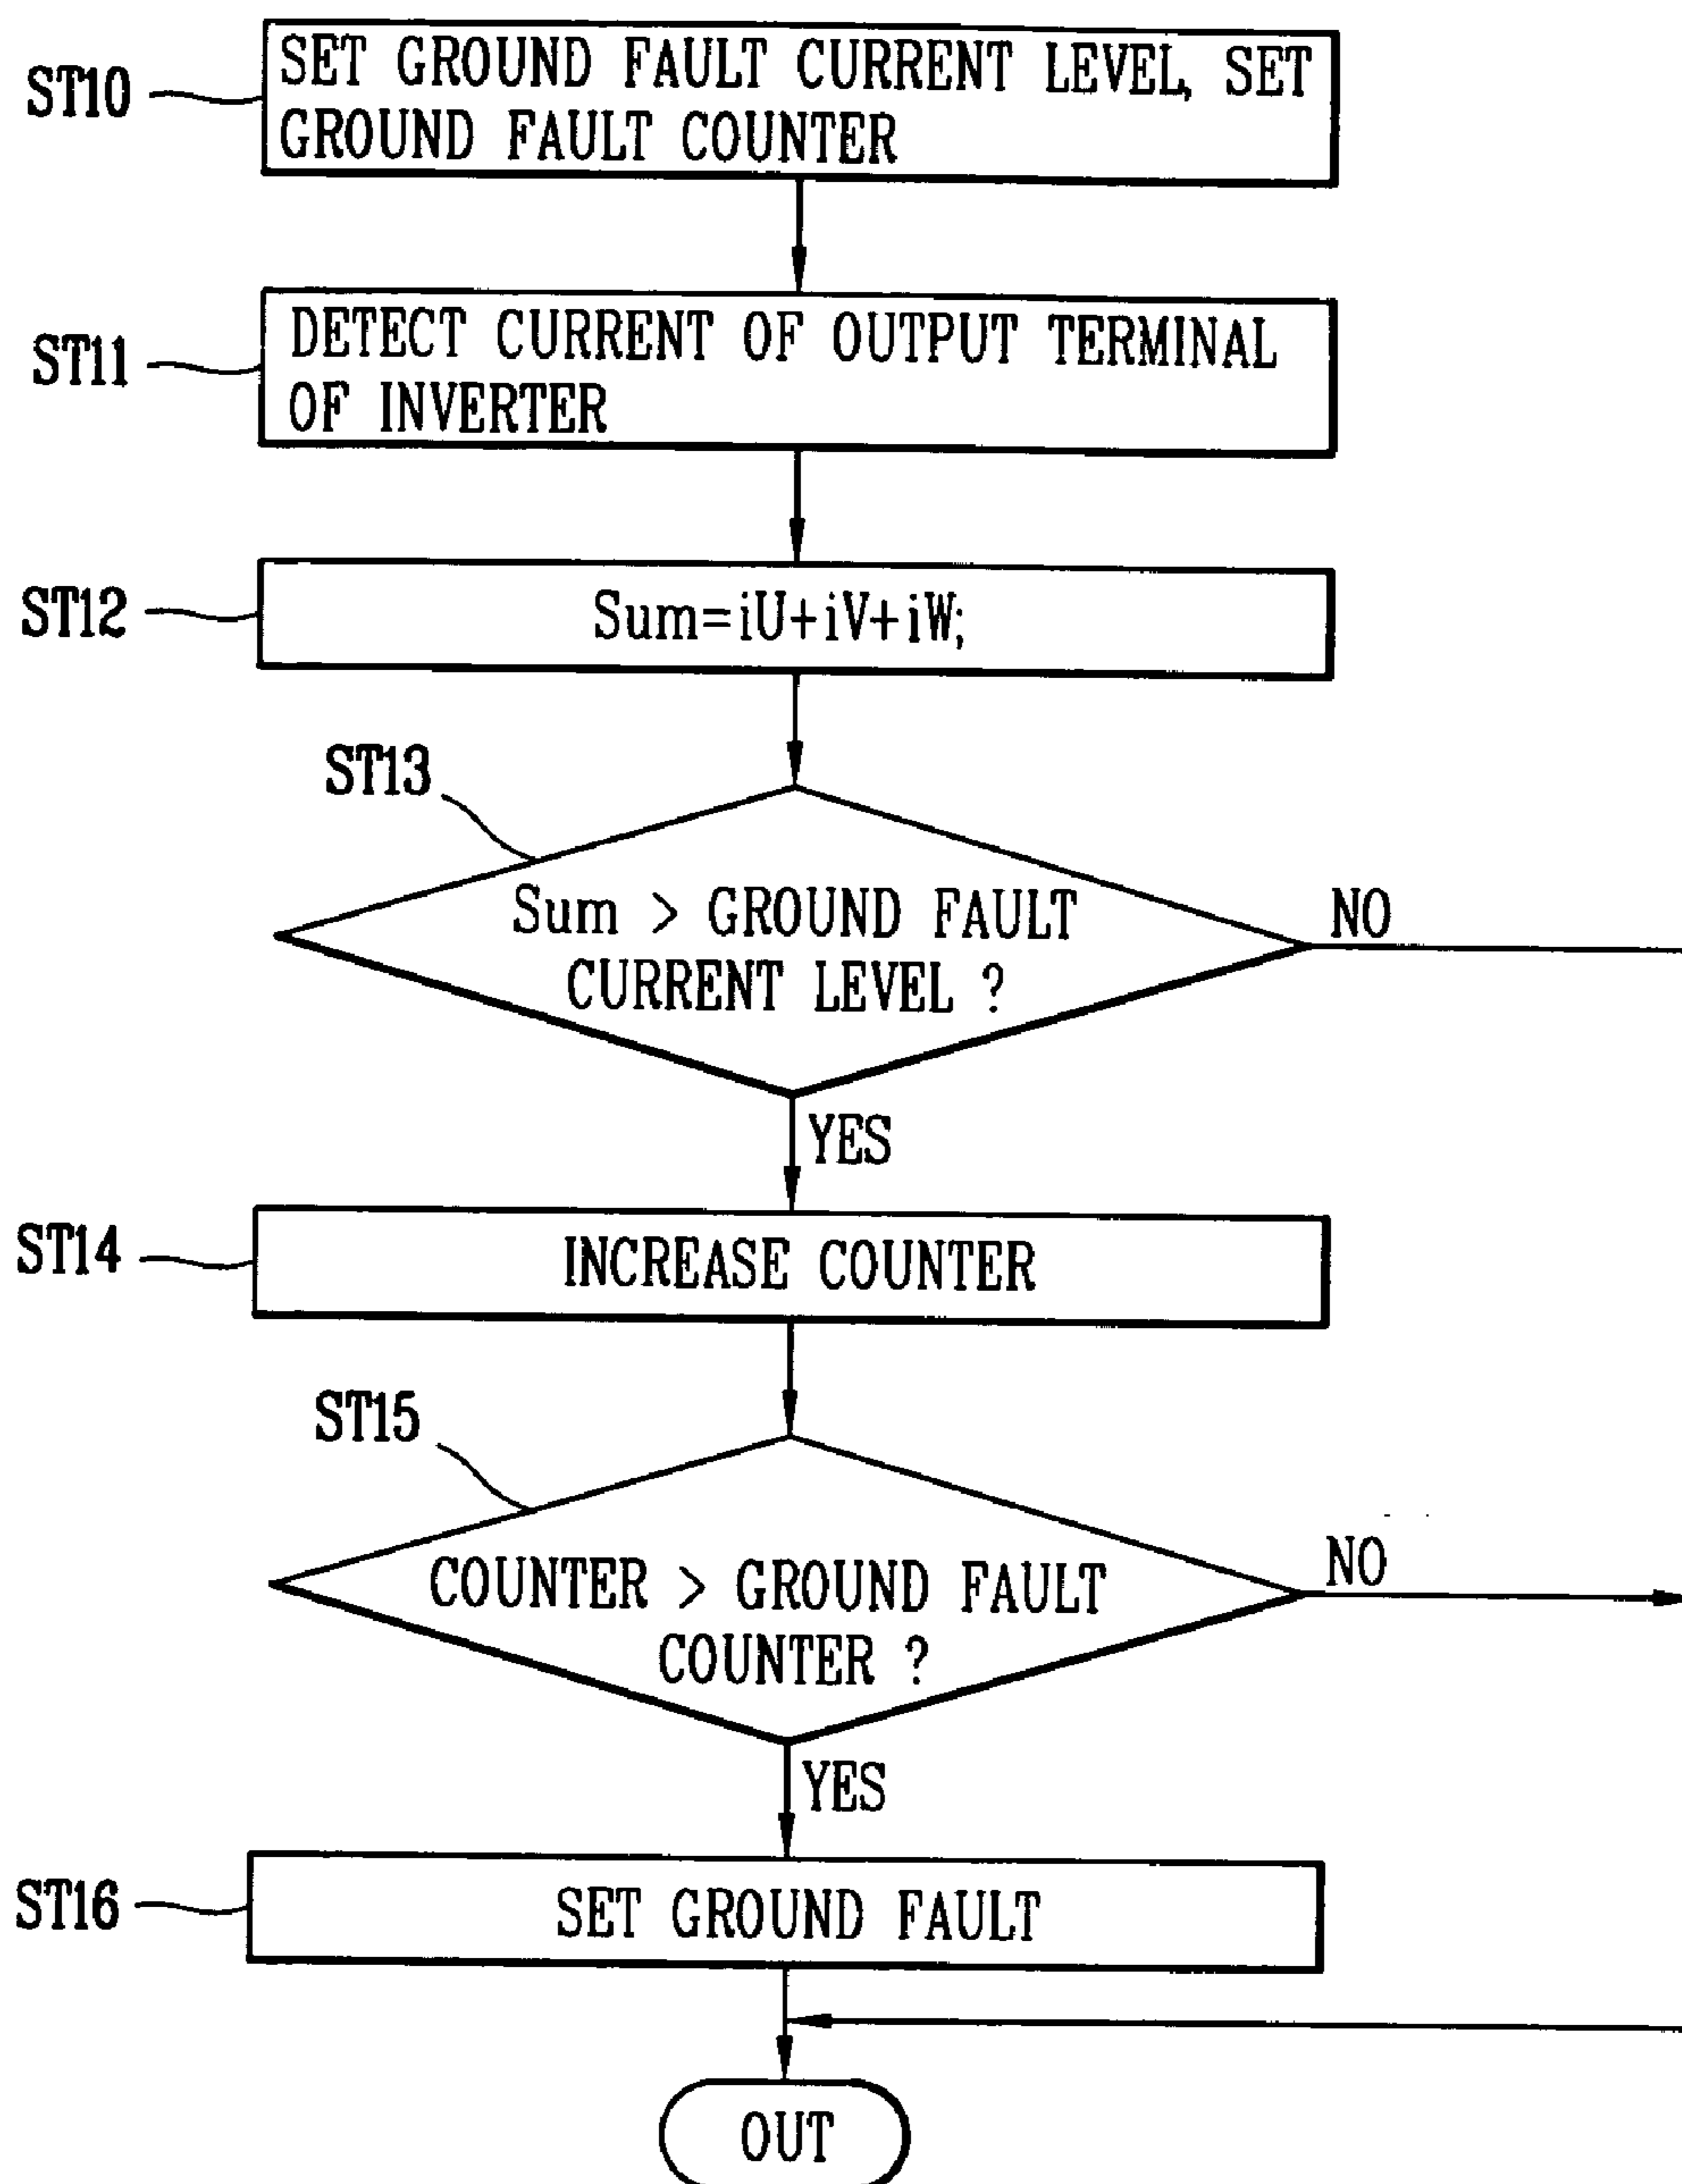 ST10
SET GROUND FAULT CURRENT LEVEL, SET
GROUND FAULT COUNTER
ST11
DETECT CURRENT OF OUTPUT TERMINAL
OF INVERTER
ST12
Sum=iU+iV+iW;
ST13
Sum > GROUND FAULT
CURRENT LEVEL ?
NO
YES
ST14
INCREASE COUNTER
ST15
COUNTER > GROUND FAULT
COUNTER ?
NO
YES
ST16
SET GROUND FAULT
OUT